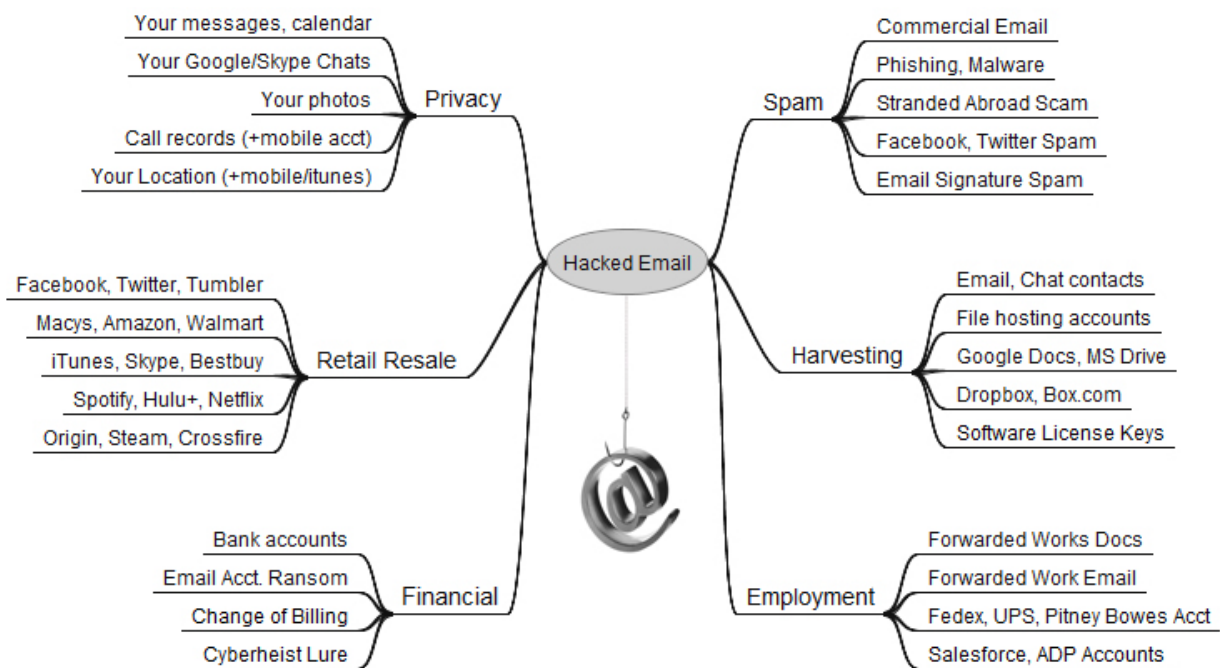 Your messages, calendar
Your Google/Skype Chats
Your photos
Call records (+mobile acct)
Your Location (+mobile/itunes)
Privacy
Facebook, Twitter, Tumbler
Macys, Amazon, Walmart
iTunes, Skype, Bestbuy
Spotify, Hulu+, Netflix
Origin, Steam, Crossfire
Retail Resale
Bank accounts
Email Acct. Ransom
Change of Billing
Cyberheist Lure
Financial
Hacked Email
@
Spam
Commercial Email
Phishing, Malware
Stranded Abroad Scam
Facebook, Twitter Spam
Email Signature Spam
Harvesting
Email, Chat contacts
File hosting accounts
Google Docs, MS Drive
Dropbox, Box.com
Software License Keys
Employment
Forwarded Works Docs
Forwarded Work Email
Fedex, UPS, Pitney Bowes Acct
Salesforce, ADP Accounts